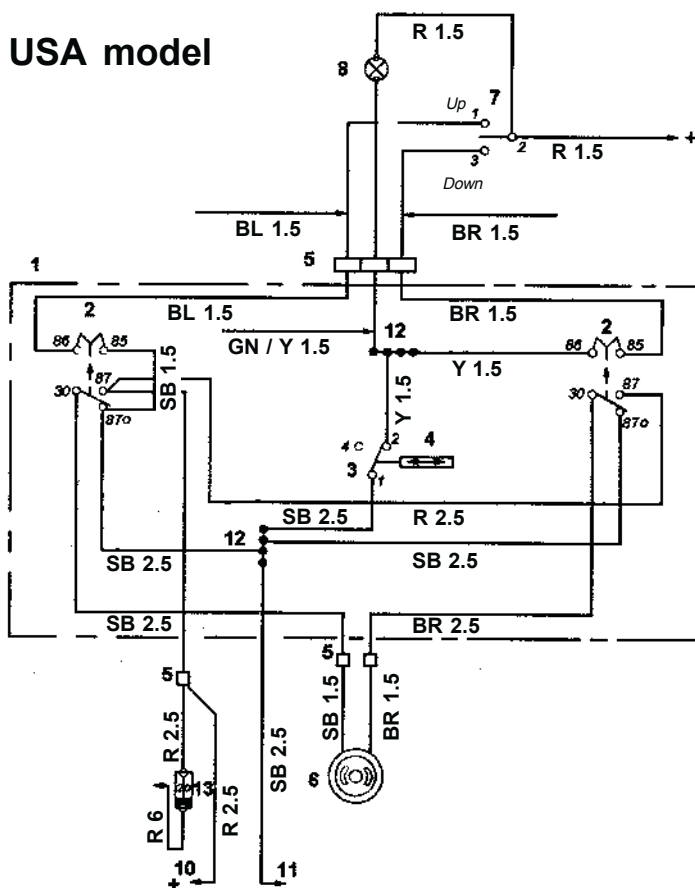 USA model
R 1.5
8
7
Up
1
2
+
R 1.5
3
Down
BL 1.5
BR 1.5
5
1
BL 1.5
BR 1.5
2
12
2
86
85
GN / Y 1.5
86
85
Y 1.5
SB 1.5
30
87
87a
Y 1.5
30
87
87a
4
2
4
3
1
SB 2.5
R 2.5
12
SB 2.5
SB 2.5
SB 2.5
BR 2.5
5
5
SB 1.5
BR 1.5
R 2.5
SB 2.5
13
6
R 6
R 2.5
10
11
+